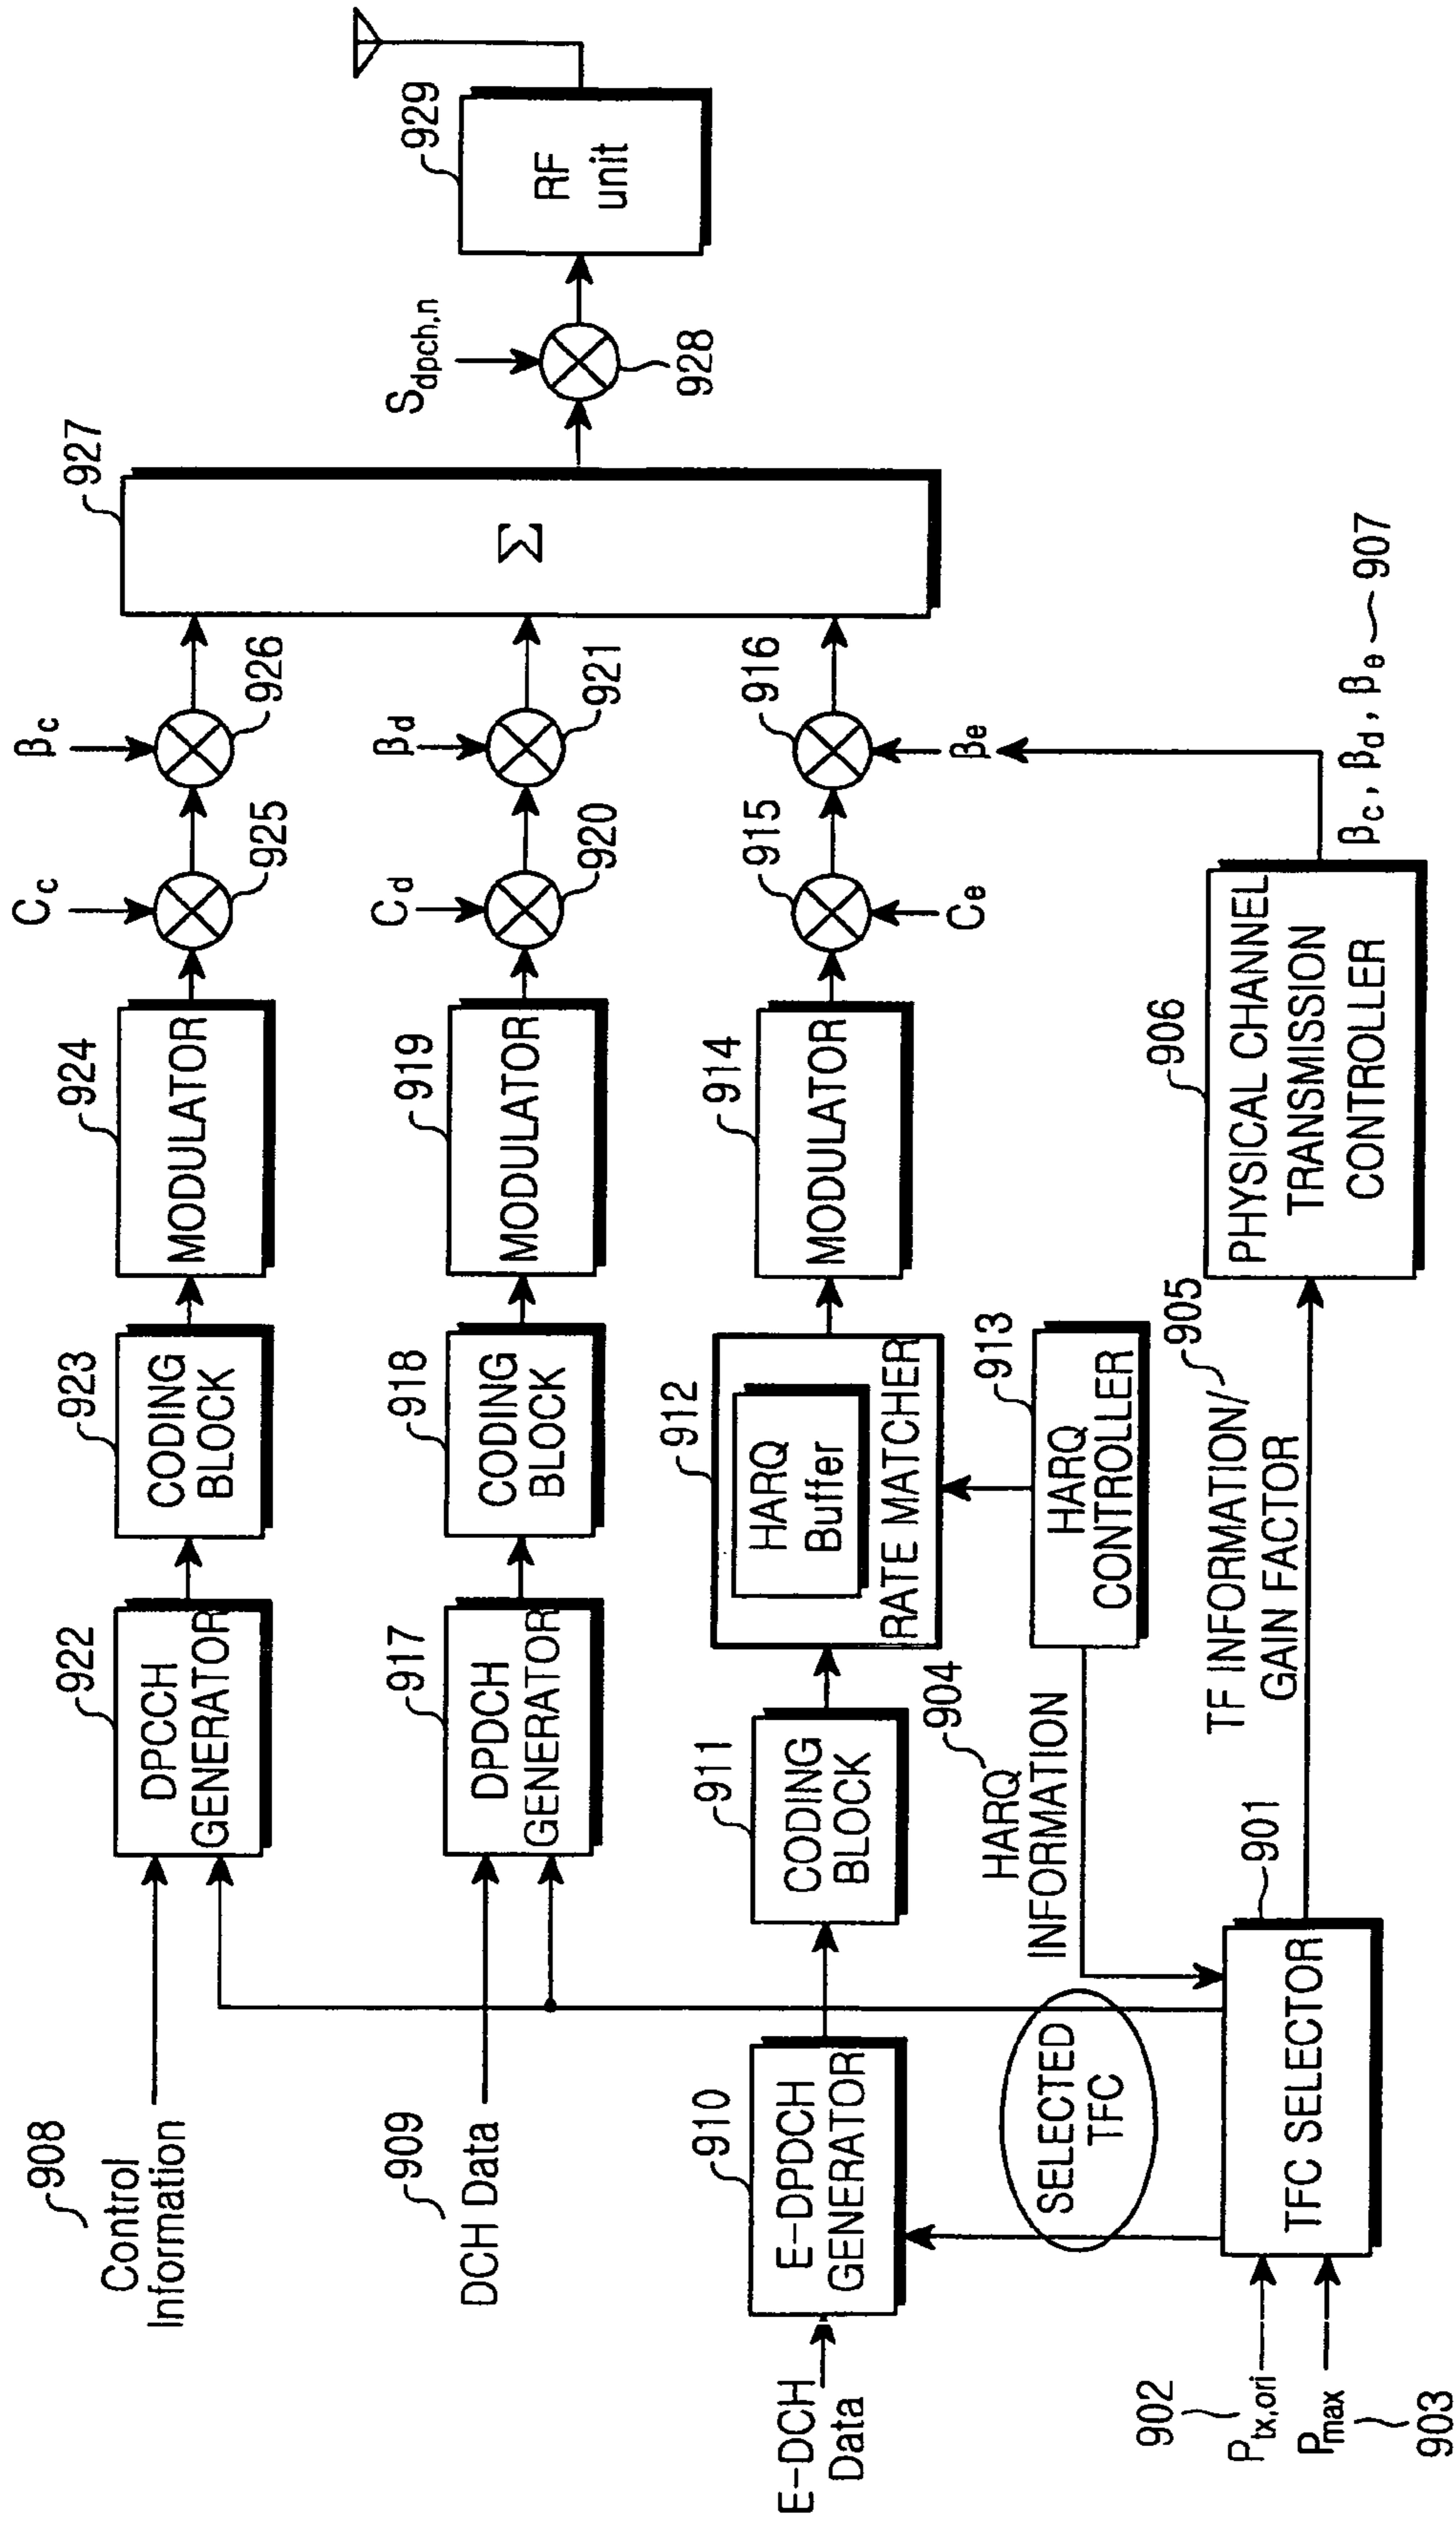 908
Control
Information
922
DPCCH
GENERATOR
923
CODING
BLOCK
924
MODULATOR
Cc
925
βc
926
927
Σ
Sdpch,n
928
929
RF
unit
909
DCH Data
917
DPDCH
GENERATOR
918
CODING
BLOCK
919
MODULATOR
Cd
920
βd
921
E-DCH
Data
910
E-DPDCH
GENERATOR
911
CODING
BLOCK
912
HARQ
Buffer
RATE MATCHER
914
MODULATOR
915
Ce
916
βe
SELECTED
TFC
904
HARQ
INFORMATION
913
HARQ
CONTROLLER
902
Ptx,ori
Pmax
903
901
TFC SELECTOR
905
TF INFORMATION/
GAIN FACTOR
906
PHYSICAL CHANNEL
TRANSMISSION
CONTROLLER
βc, βd, βe
907